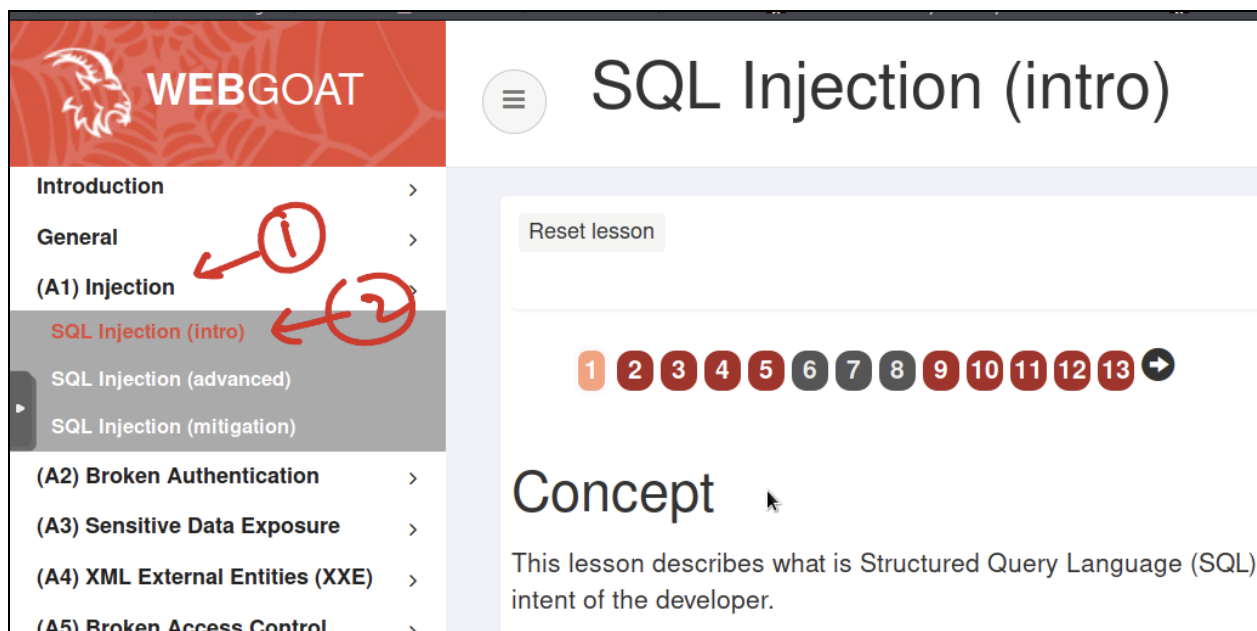 WEBGOAT
SQL Injection (intro)
Introduction
General
1
(A1) Injection
2
SQL Injection (intro)
SQL Injection (advanced)
SQL Injection (mitigation)
(A2) Broken Authentication
(A3) Sensitive Data Exposure
(A4) XML External Entities (XXE)
(A5) Broken Access Control
Reset lesson
1 2 3 4 5 6 7 8 9 10 11 12 13
Concept
This lesson describes what is Structured Query Language (SQL)
intent of the developer.